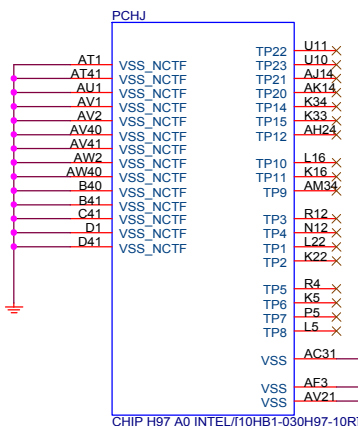 PCHJ
AT1 VSS_NCTF
AT41 VSS_NCTF
AU1 VSS_NCTF
AV1 VSS_NCTF
AV2 VSS_NCTF
AV40 VSS_NCTF
AV41 VSS_NCTF
AW2 VSS_NCTF
AW40 VSS_NCTF
B40 VSS_NCTF
B41 VSS_NCTF
C41 VSS_NCTF
D1 VSS_NCTF
D41 VSS_NCTF
TP22 U11
TP23 U10
TP21 AJ14
TP20 AK14
TP14 K34
TP15 K33
TP12 AH24
TP10 L16
TP11 K16
TP9 AM34
TP3 R12
TP4 N12
TP1 L22
TP2 K22
TP5 R4
TP6 K5
TP7 P5
TP8 L5
VSS AC31
VSS AF3
VSS AV21
CHIP H97 A0 INTEL/[10HB1-030H97-10R